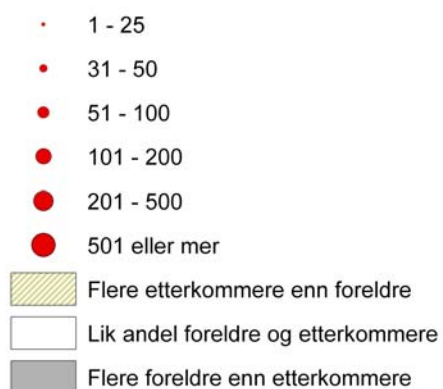 1 - 25
31 - 50
51 - 100
101 - 200
201 - 500
501 eller mer
Flere etterkommere enn foreldre
Lik andel foreldre og etterkommere
Flere foreldre enn etterkommere